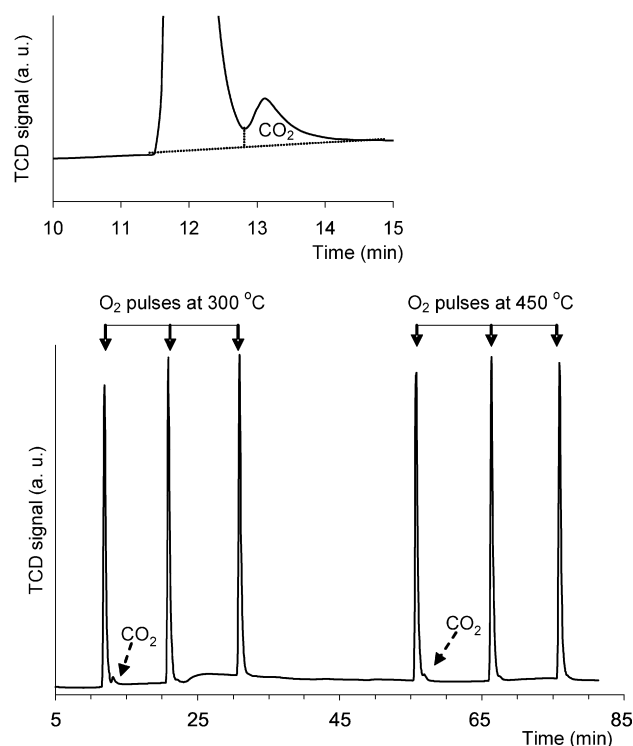 TCD signal (a. u.)
CO₂
10 11 12 13 14 15
Time (min)
O₂ pulses at 300 °C
O₂ pulses at 450 °C
TCD signal (a. u.)
CO₂
CO₂
5 25 45 65 85
Time (min)